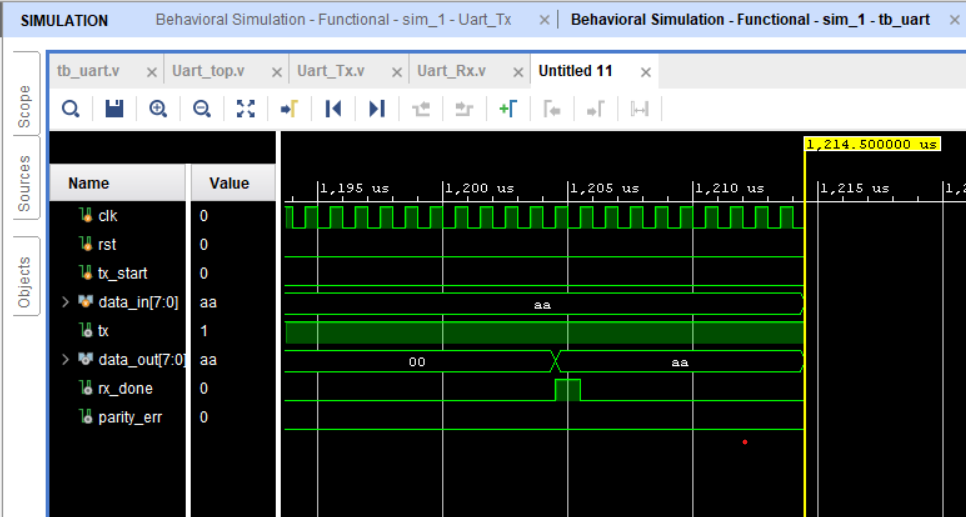 SIMULATION Behavioral Simulation - Functional - sim_1 - Uart_Tx × Behavioral Simulation - Functional - sim_1 - tb_uart ×
tb_uart.v × Uart_top.v × Uart_Tx.v × Uart_Rx.v × Untitled 11 ×
Scope
Sources
Objects
1,214.500000 us
Name Value
1,195 us 1,200 us 1,205 us 1,210 us 1,215 us
clk 0
rst 0
tx_start 0
data_in[7:0] aa aa
tx 1
data_out[7:0] aa 00 aa
rx_done 0
parity_err 0